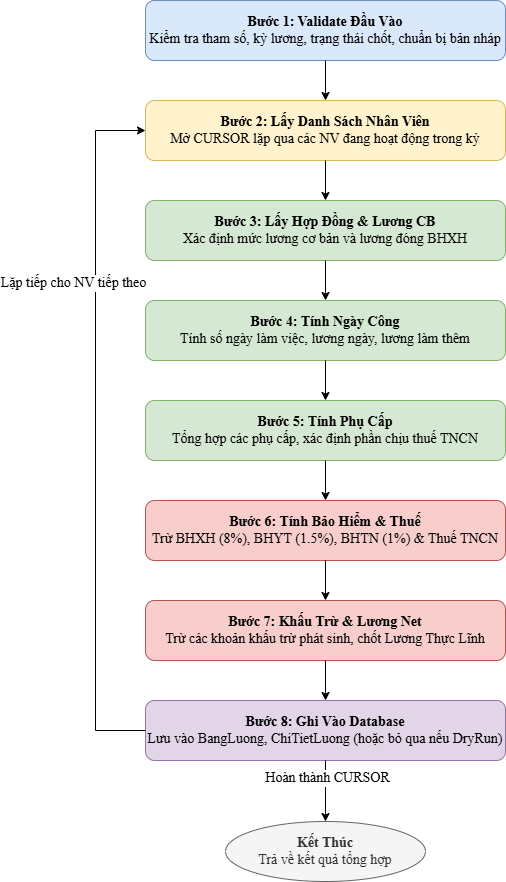 Bước 1: Validate Đầu Vào
Kiểm tra tham số, kỳ lương, trạng thái chốt, chuẩn bị bản nháp
Bước 2: Lấy Danh Sách Nhân Viên
Mở CURSOR lặp qua các NV đang hoạt động trong kỳ
Bước 3: Lấy Hợp Đồng & Lương CB
Xác định mức lương cơ bản và lương đóng BHXH
Lặp tiếp cho NV tiếp theo
Bước 4: Tính Ngày Công
Tính số ngày làm việc, lương ngày, lương làm thêm
Bước 5: Tính Phụ Cấp
Tổng hợp các phụ cấp, xác định phần chịu thuế TNCN
Bước 6: Tính Bảo Hiểm & Thuế
Trừ BHXH (8%), BHYT (1.5%), BHTN (1%) & Thuế TNCN
Bước 7: Khấu Trừ & Lương Net
Trừ các khoản khấu trừ phát sinh, chốt Lương Thực Lĩnh
Bước 8: Ghi Vào Database
Lưu vào BangLuong, ChiTietLuong (hoặc bỏ qua nếu DryRun)
Hoàn thành CURSOR
Kết Thúc
Trả về kết quả tổng hợp